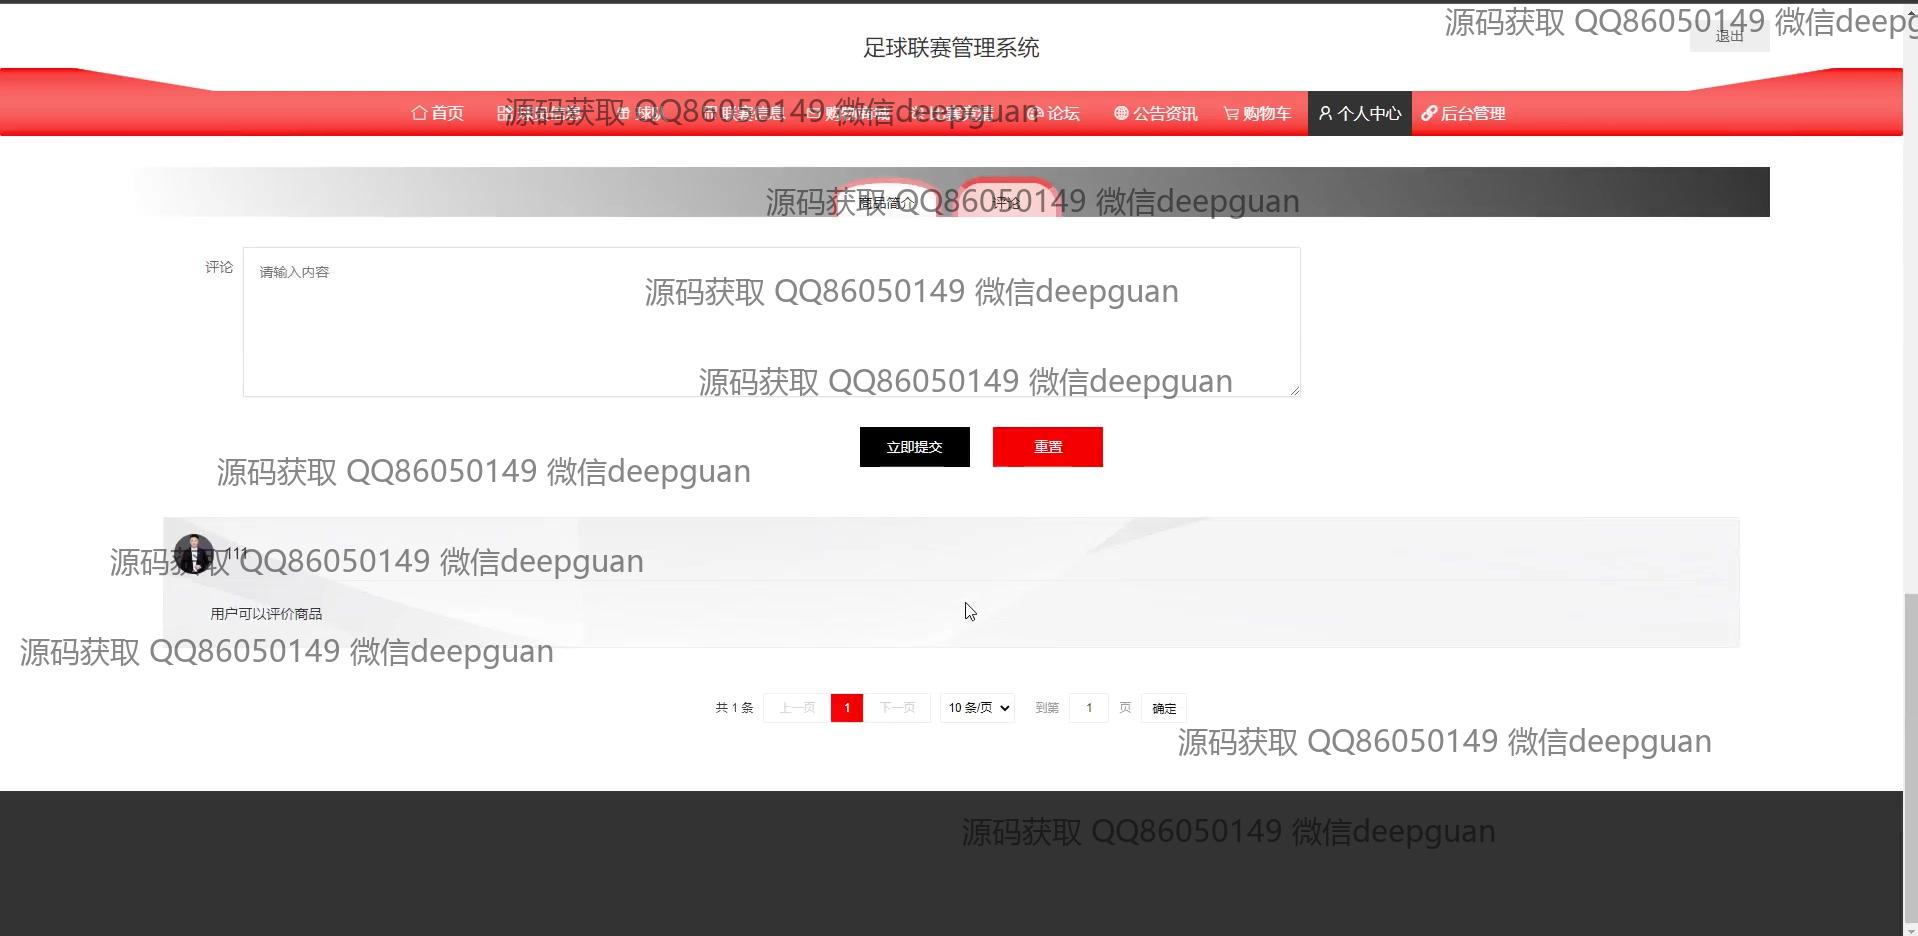 源码获取 QQ86050149 微信deepg
足球联赛管理系统
退出
首页
源码获取 QQ86050149 微信deepguan
论坛
公告资讯
购物车
个人中心
后台管理
商品简介
评论
源码获取 QQ86050149 微信deepguan
评论
请输入内容
源码获取 QQ86050149 微信deepguan
源码获取 QQ86050149 微信deepguan
立即提交
重置
源码获取 QQ86050149 微信deepguan
111
源码获取 QQ86050149 微信deepguan
用户可以评价商品
源码获取 QQ86050149 微信deepguan
共 1 条 上一页 1 下一页 10 条/页 到第 1 页 确定
源码获取 QQ86050149 微信deepguan
源码获取 QQ86050149 微信deepguan